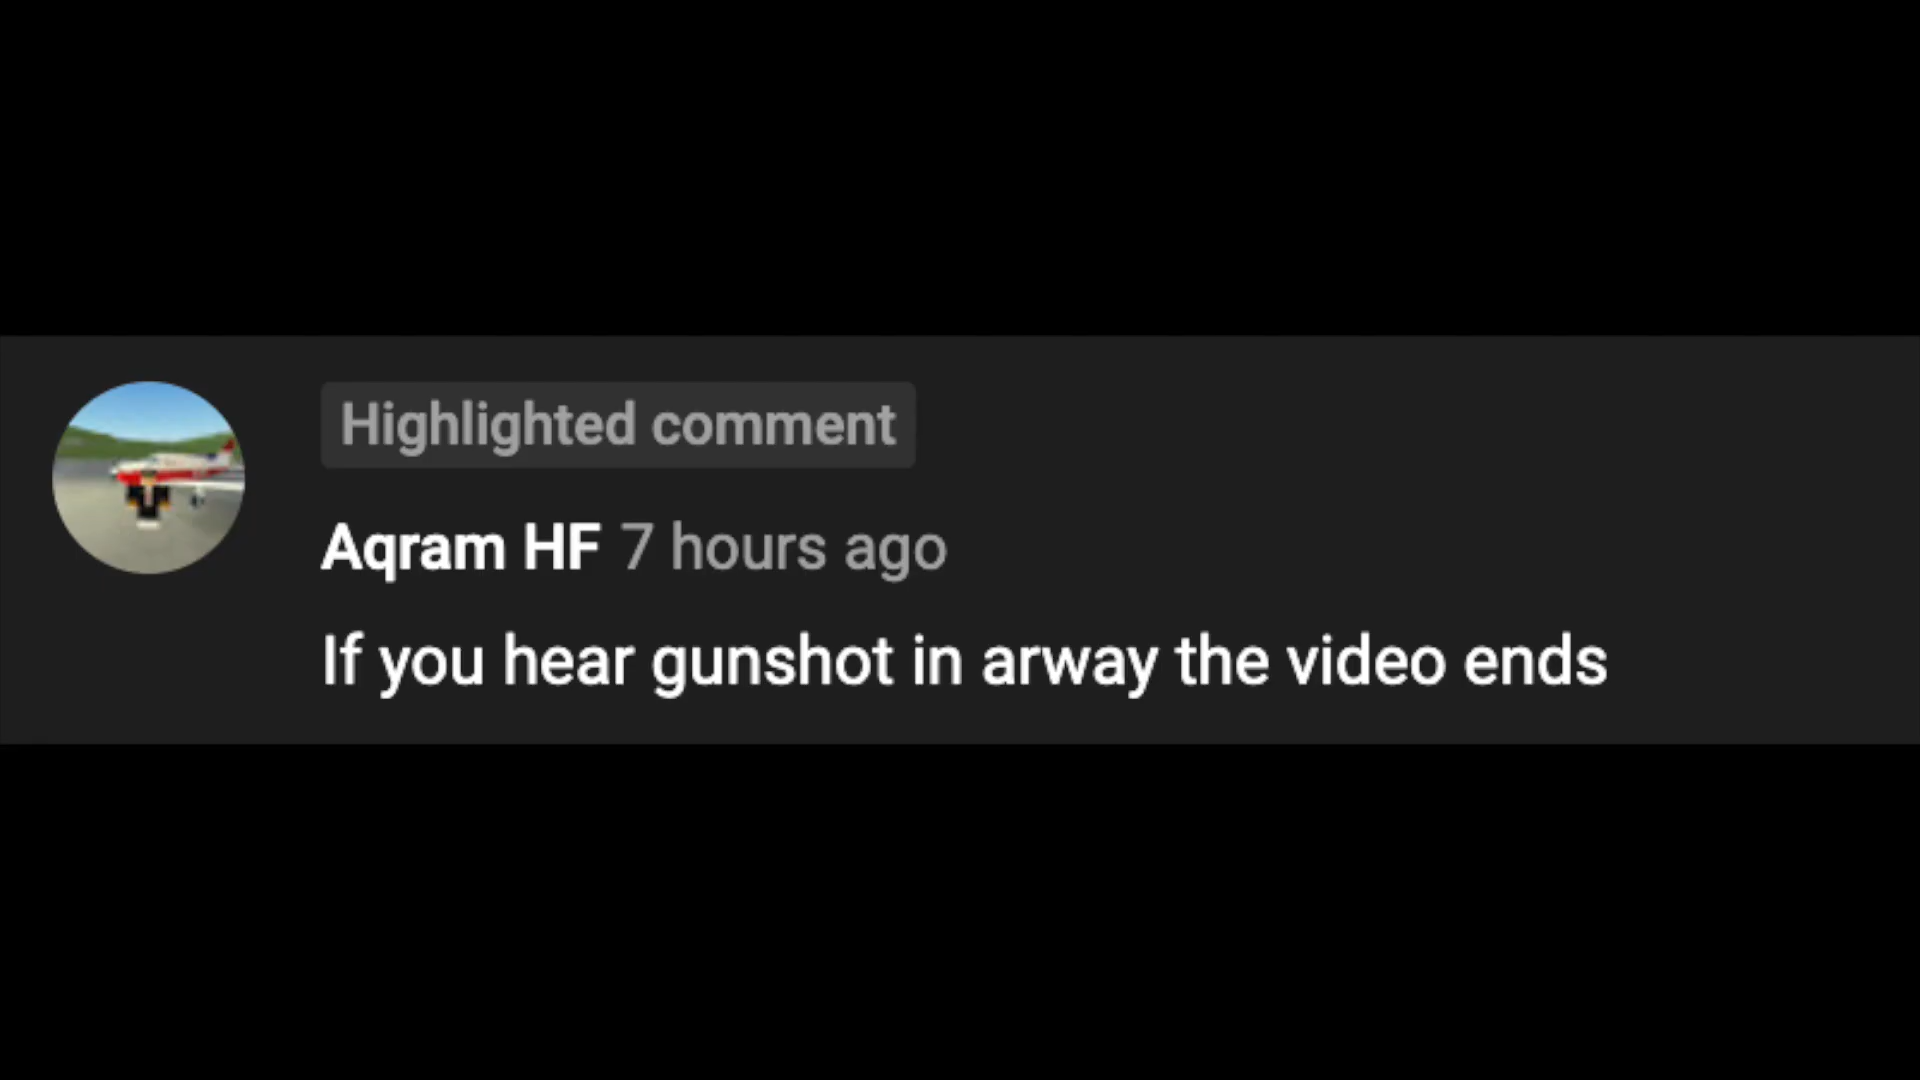 Highlighted comment
Aqram HF 7 hours ago
If you hear gunshot in arway the video ends